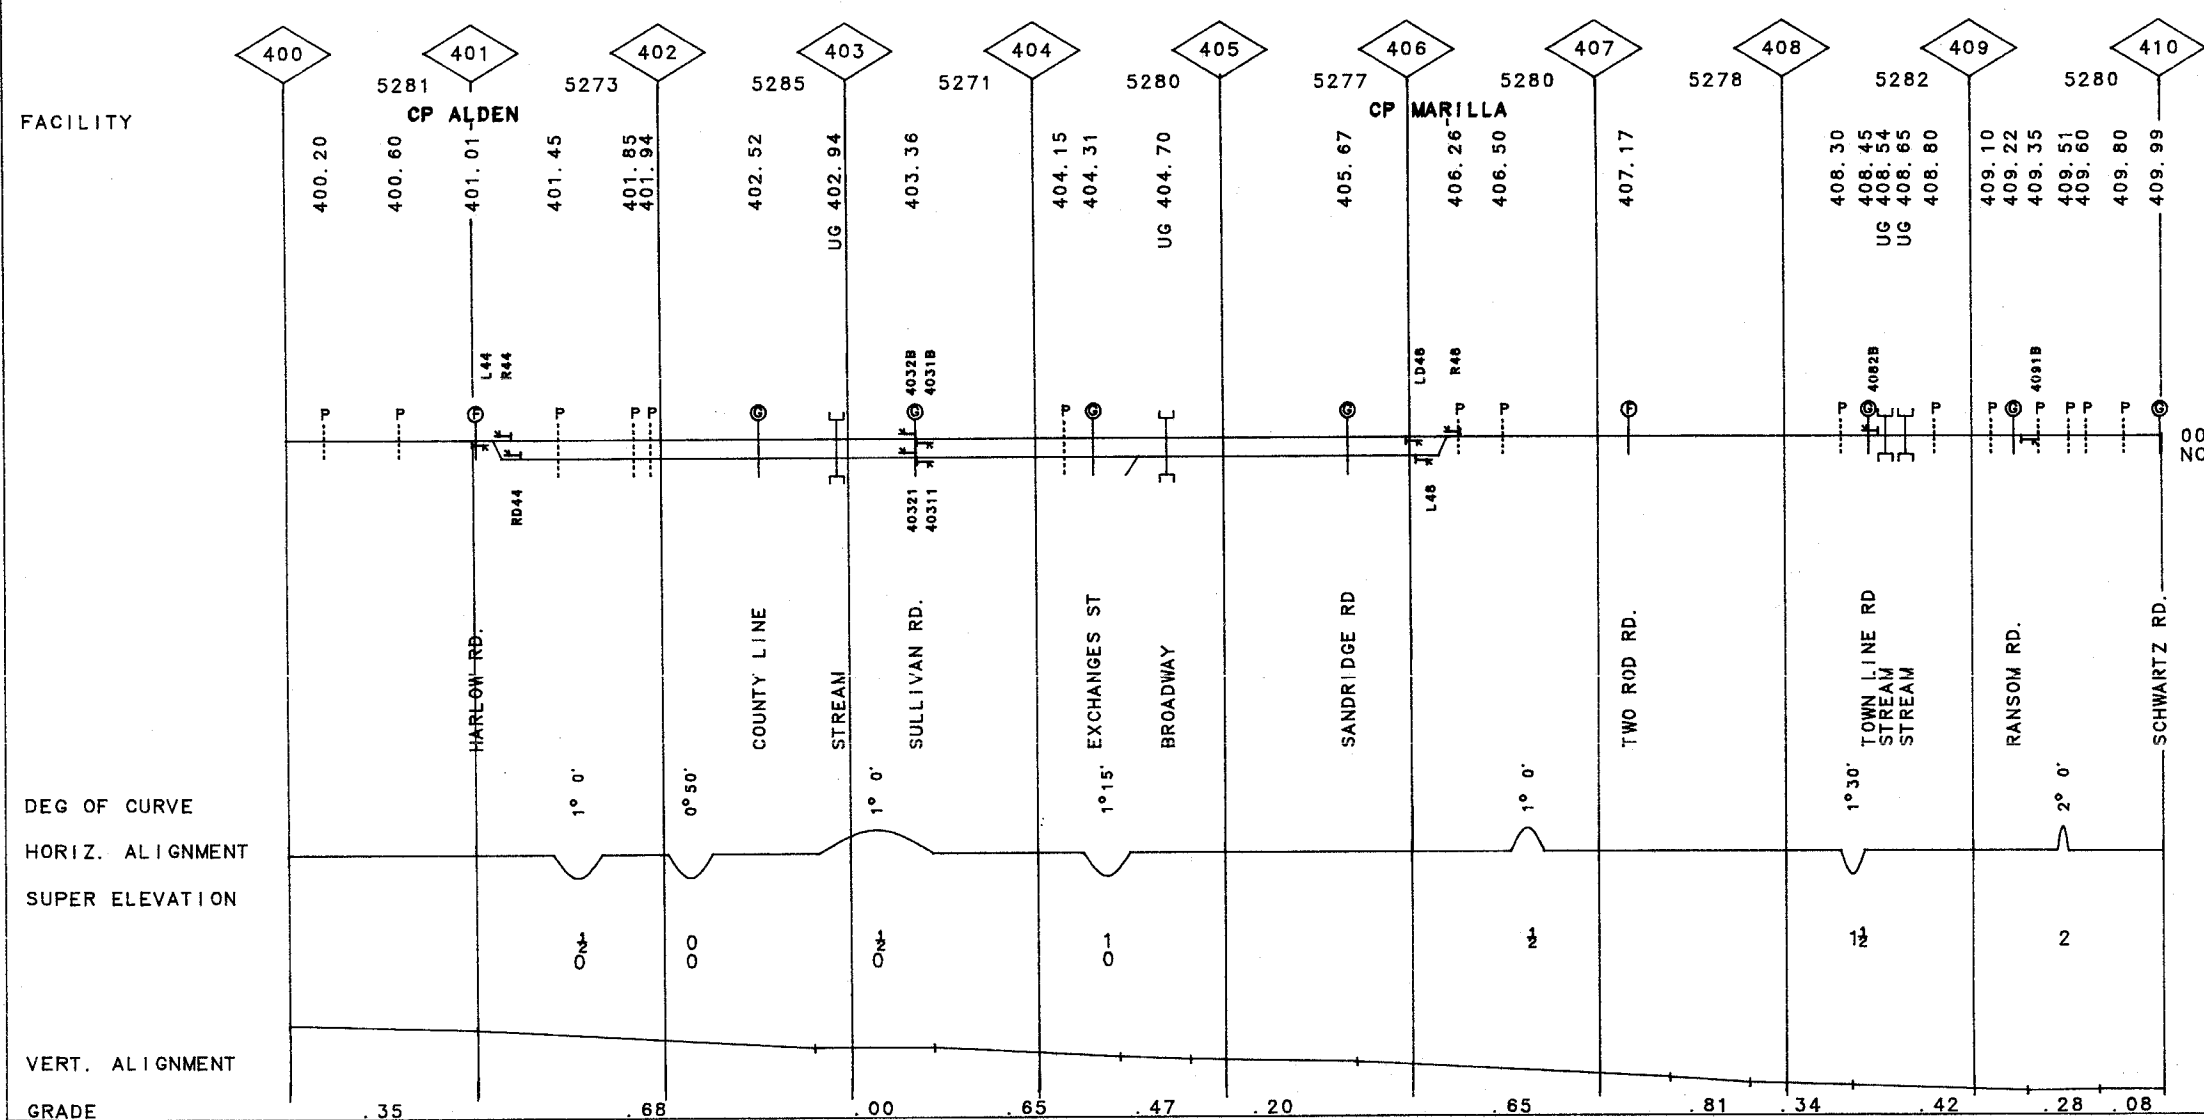 400 401 402 403 404 405 406 407 408 409 410
5281 5273 5285 5271 5280 5277 5280 5278 5282 5280
CP ALDEN CP MARILLA
FACILITY
400.20 400.60 401.01 401.45 401.85 401.94 402.52 UG 402.94 403.36 404.15 404.31 UG 404.70 405.67 406.26 406.50 407.17 408.30 408.45 UG 408.54 UG 408.65 408.80 409.10 409.22 409.35 409.51 409.60 409.80 409.99
L44 R44 4032B 4031B LD48 R48 4082B 4091B
P P F P P P G G P G G P P F P G P P G P P P P G
00
NO
RD44 40321 40311 L48
HARLOW RD. COUNTY LINE STREAM SULLIVAN RD. EXCHANGES ST BROADWAY SANDRIDGE RD TWO ROD RD. TOWN LINE RD STREAM STREAM RANSOM RD. SCHWARTZ RD.
DEG OF CURVE 1° 0' 0°50' 1° 0' 1°15' 1° 0' 1°30' 2° 0'
HORIZ. ALIGNMENT
SUPER ELEVATION
½ 0 ½ 1 ½ 1½ 2
0 0 0 0
VERT. ALIGNMENT
GRADE .35 .68 .00 .65 .47 .20 .65 .81 .34 .42 .28 .08